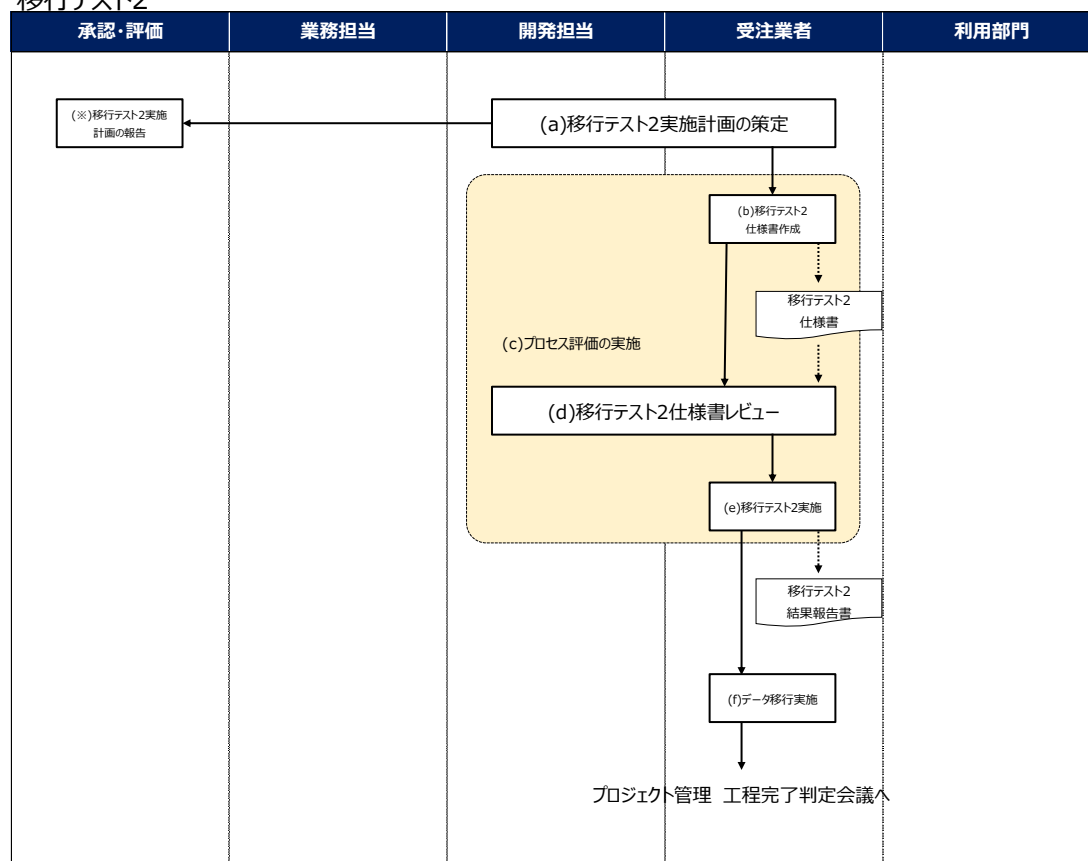 移行テスト2
承認・評価
業務担当
開発担当
受注業者
利用部門
(※)移行テスト2実施
計画の報告
(a)移行テスト2実施計画の策定
(b)移行テスト2
仕様書作成
移行テスト2
仕様書
(c)プロセス評価の実施
(d)移行テスト2仕様書レビュー
(e)移行テスト2実施
移行テスト2
結果報告書
(f)データ移行実施
プロジェクト管理 工程完了判定会議へ